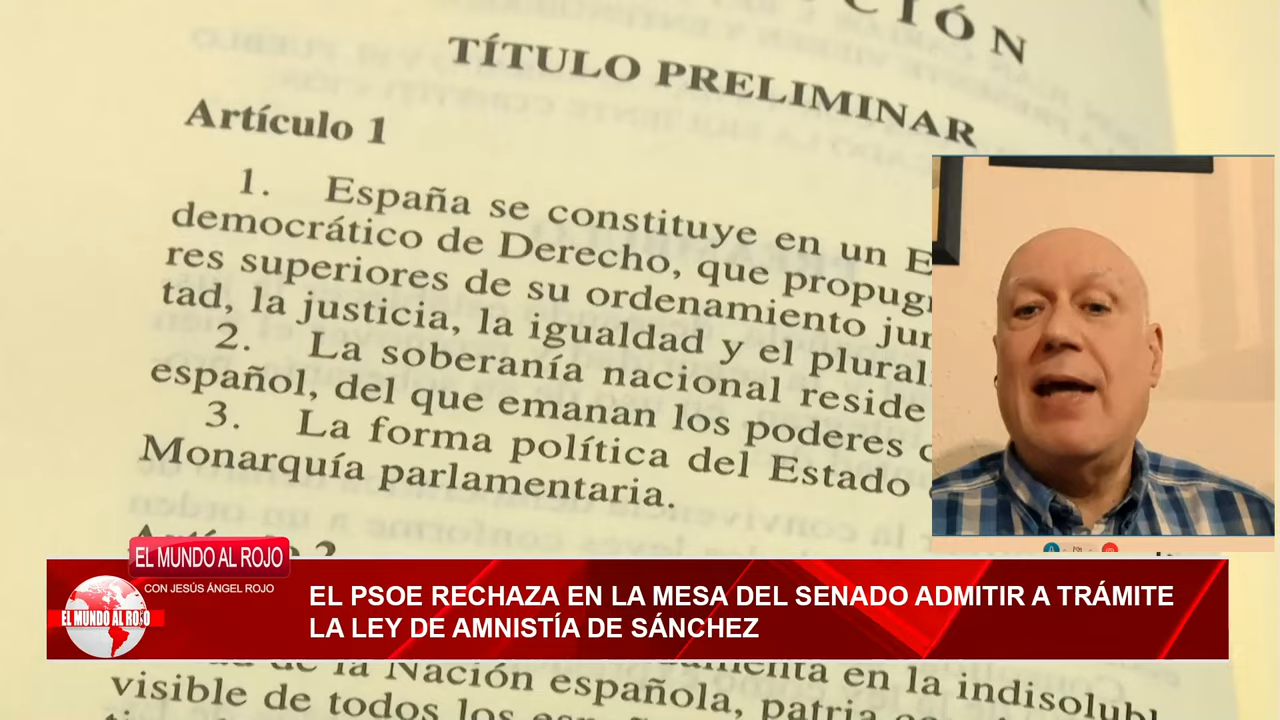 CIÓN
TÍTULO PRELIMINAR
Artículo 1
1. España se constituye en un E
democrático de Derecho, que propug
res superiores de su ordenamiento jur
tad, la justicia, la igualdad y el plural
2. La soberanía nacional reside
español, del que emanan los poderes
3. La forma política del Estado
Monarquía parlamentaria.
EL MUNDO AL ROJO
CON JESÚS ÁNGEL ROJO
EL MUNDO AL ROJO
EL PSOE RECHAZA EN LA MESA DEL SENADO ADMITIR A TRÁMITE
LA LEY DE AMNISTÍA DE SÁNCHEZ
de la Nación española, patria
visible de todos los
en la indisolubl